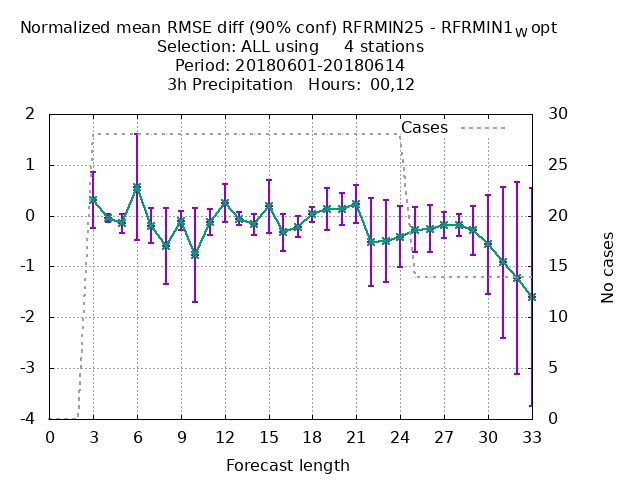 Normalized mean RMSE diff (90% conf) RFRMIN25 - RFRMIN1W opt
Selection: ALL using     4 stations
Period: 20180601-20180614
3h Precipitation   Hours:  00,12
Cases
2
1
0
-1
-2
-3
-4
30
25
20
15
10
5
0
No cases
0 3 6 9 12 15 18 21 24 27 30 33
Forecast length